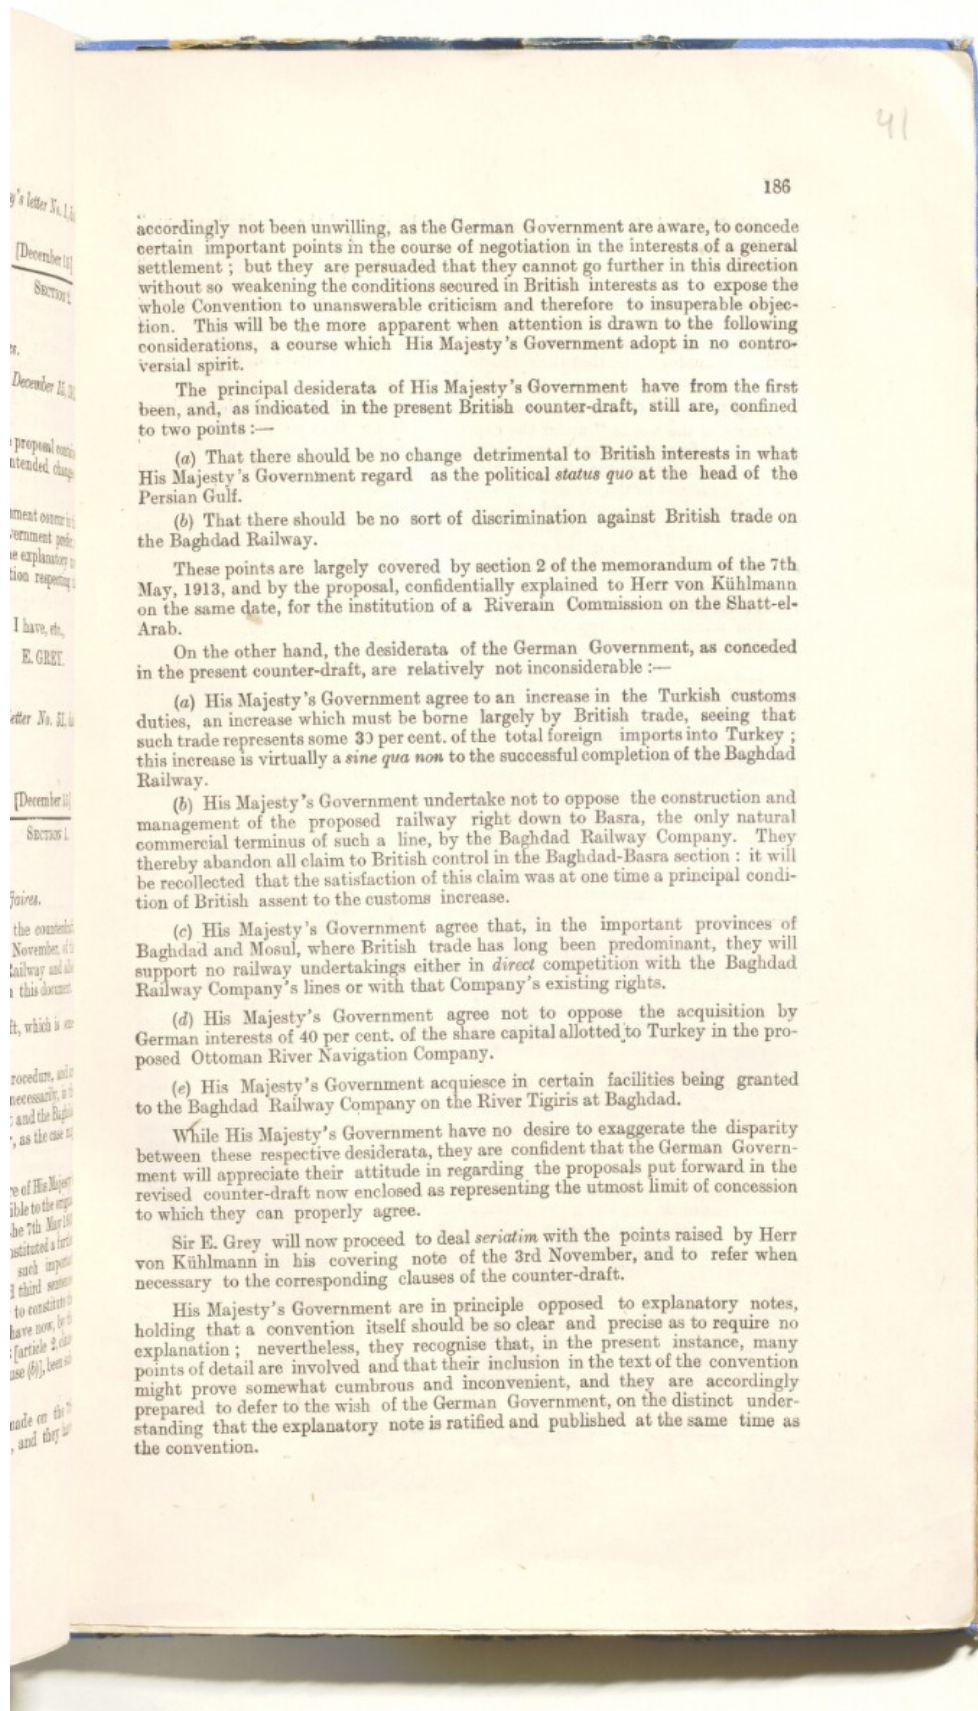 41
186
accordingly not been unwilling, as the German Government are aware, to concede
certain important points in the course of negotiation in the interests of a general
settlement ; but they are persuaded that they cannot go further in this direction
without so weakening the conditions secured in British interests as to expose the
whole Convention to unanswerable criticism and therefore to insuperable objec-
tion. This will be the more apparent when attention is drawn to the following
considerations, a course which His Majesty's Government adopt in no contro-
versial spirit.
The principal desiderata of His Majesty's Government have from the first
been, and, as indicated in the present British counter-draft, still are, confined
to two points :—
(a) That there should be no change detrimental to British interests in what
His Majesty's Government regard as the political status quo at the head of the
Persian Gulf.
(b) That there should be no sort of discrimination against British trade on
the Baghdad Railway.
These points are largely covered by section 2 of the memorandum of the 7th
May, 1913, and by the proposal, confidentially explained to Herr von Kühlmann
on the same date, for the institution of a Riverain Commission on the Shatt-el-
Arab.
On the other hand, the desiderata of the German Government, as conceded
in the present counter-draft, are relatively not inconsiderable :—
(a) His Majesty's Government agree to an increase in the Turkish customs
duties, an increase which must be borne largely by British trade, seeing that
such trade represents some 30 per cent. of the total foreign imports into Turkey ;
this increase is virtually a sine qua non to the successful completion of the Baghdad
Railway.
(b) His Majesty's Government undertake not to oppose the construction and
management of the proposed railway right down to Basra, the only natural
commercial terminus of such a line, by the Baghdad Railway Company. They
thereby abandon all claim to British control in the Baghdad-Basra section : it will
be recollected that the satisfaction of this claim was at one time a principal condi-
tion of British assent to the customs increase.
(c) His Majesty's Government agree that, in the important provinces of
Baghdad and Mosul, where British trade has long been predominant, they will
support no railway undertakings either in direct competition with the Baghdad
Railway Company's lines or with that Company's existing rights.
(d) His Majesty's Government agree not to oppose the acquisition by
German interests of 40 per cent. of the share capital allotted to Turkey in the pro-
posed Ottoman River Navigation Company.
(e) His Majesty's Government acquiesce in certain facilities being granted
to the Baghdad Railway Company on the River Tigiris at Baghdad.
While His Majesty's Government have no desire to exaggerate the disparity
between these respective desiderata, they are confident that the German Govern-
ment will appreciate their attitude in regarding the proposals put forward in the
revised counter-draft now enclosed as representing the utmost limit of concession
to which they can properly agree.
Sir E. Grey will now proceed to deal seriatim with the points raised by Herr
von Kühlmann in his covering note of the 3rd November, and to refer when
necessary to the corresponding clauses of the counter-draft.
His Majesty's Government are in principle opposed to explanatory notes,
holding that a convention itself should be so clear and precise as to require no
explanation ; nevertheless, they recognise that, in the present instance, many
points of detail are involved and that their inclusion in the text of the convention
might prove somewhat cumbrous and inconvenient, and they are accordingly
prepared to defer to the wish of the German Government, on the distinct under-
standing that the explanatory note is ratified and published at the same time as
the convention.